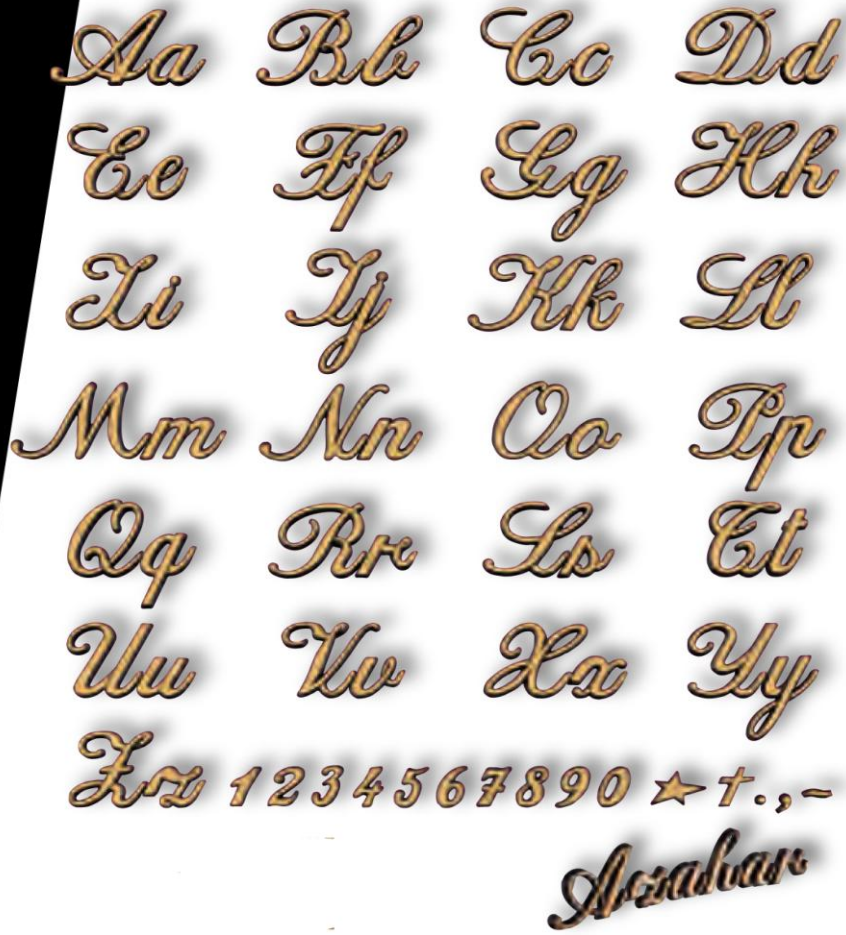 Aa Bb Cc Dd
Ee Ff Gg Hh
Ii Jj Kk Ll
Mm Nn Oo Pp
Qq Rr Ss Tt
Uu Vv Xx Yy
Zz 1234567890 ★ † . , -
Azahar